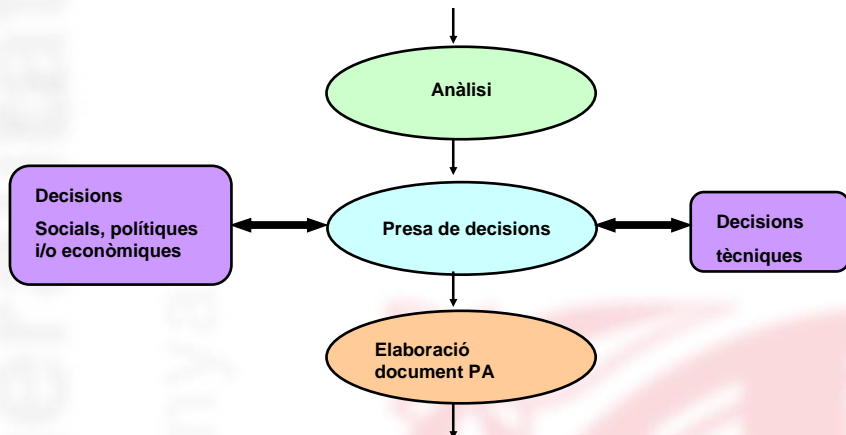 Anàlisi
Decisions
Socials, polítiques
i/o econòmiques
Presa de decisions
Decisions
tècniques
Elaboració
document PA